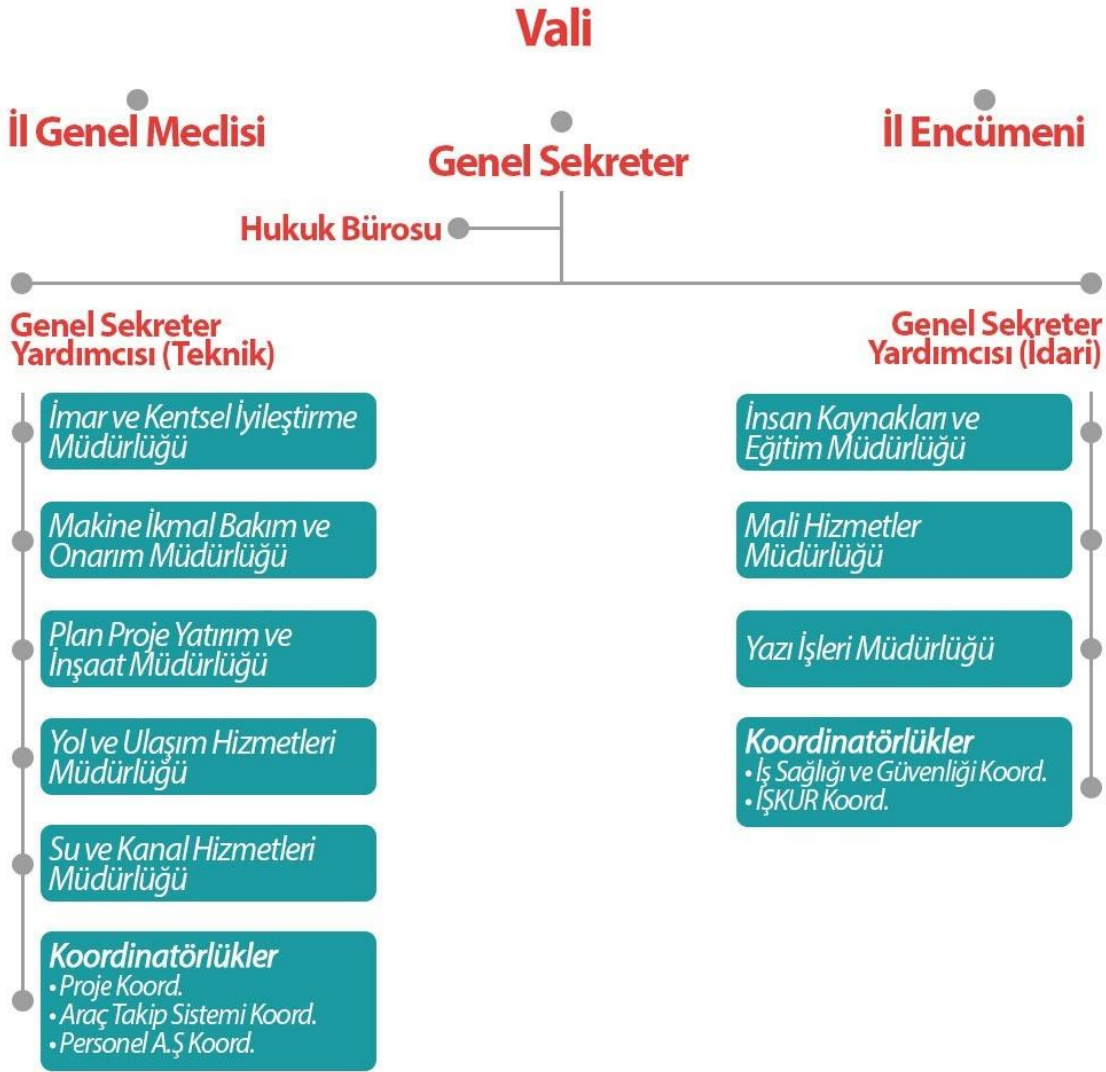 Vali
İl Genel Meclisi
İl Encümeni
Genel Sekreter
Hukuk Bürosu
Genel Sekreter
Yardımcısı (Teknik)
İmar ve Kentsel İyileştirme
Müdürlüğü
Makine İkmal Bakım ve
Onarım Müdürlüğü
Plan Proje Yatırım ve
İnşaat Müdürlüğü
Yol ve Ulaşım Hizmetleri
Müdürlüğü
Su ve Kanal Hizmetleri
Müdürlüğü
Koordinatörlükler
• Proje Koord.
• Araç Takip Sistemi Koord.
• Personel A.Ş Koord.
Genel Sekreter
Yardımcısı (İdari)
İnsan Kaynakları ve
Eğitim Müdürlüğü
Mali Hizmetler
Müdürlüğü
Yazı İşleri Müdürlüğü
Koordinatörlükler
• İş Sağlığı ve Güvenliği Koord.
• İŞKUR Koord.